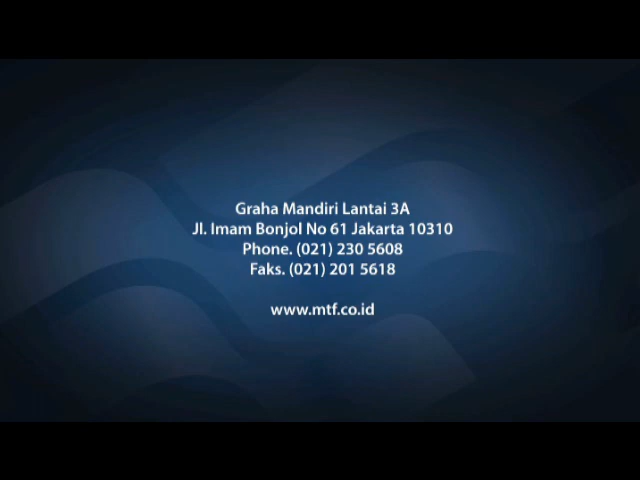 Graha Mandiri Lantai 3A
Jl. Imam Bonjol No 61 Jakarta 10310
Phone. (021) 230 5608
Faks. (021) 201 5618
www.mtf.co.id